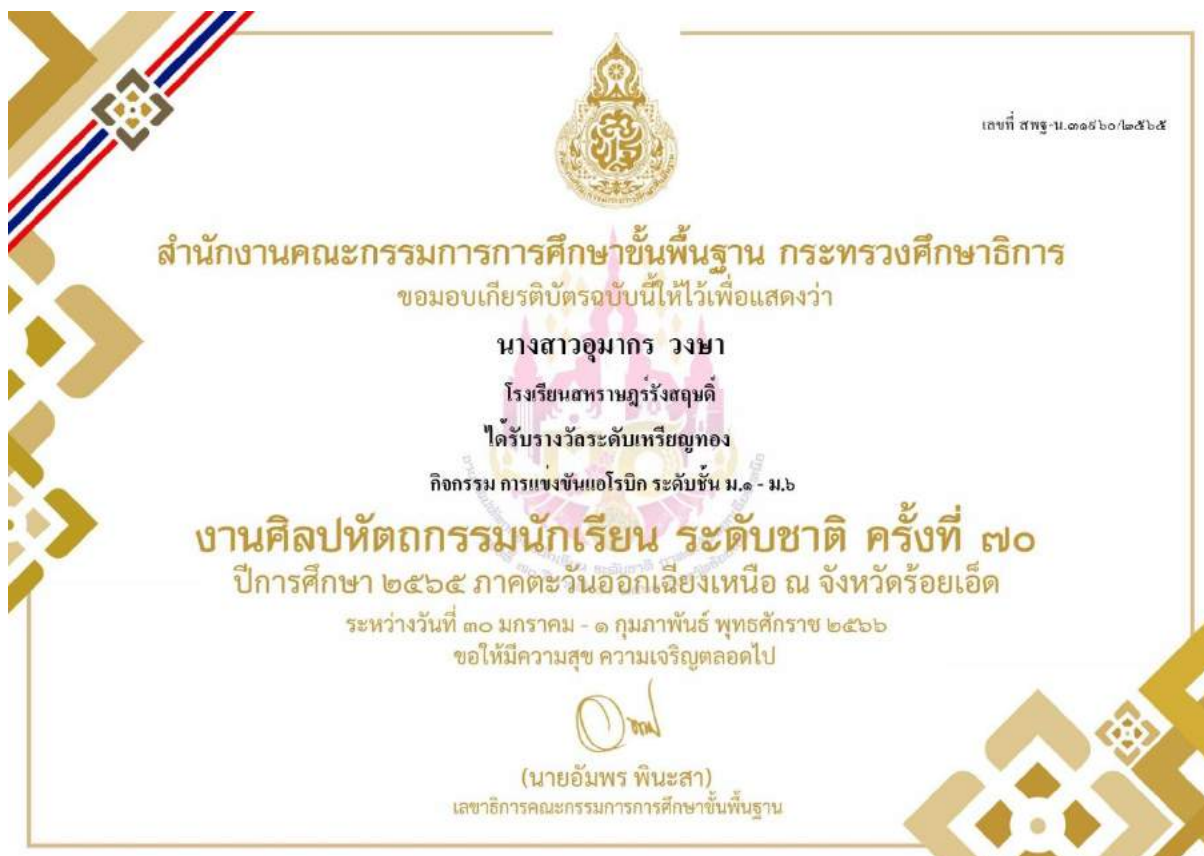 เลขที่ สพฐ-น.๓๑๙๖๐/๒๕๖๕
สำนักงานคณะกรรมการการศึกษาขั้นพื้นฐาน กระทรวงศึกษาธิการ
ขอมอบเกียรติบัตรฉบับนี้ให้ไว้เพื่อแสดงว่า
นางสาวอุมากร วงษา
โรงเรียนสหราษฎร์รังสฤษดิ์
ได้รับรางวัลระดับเหรียญทอง
กิจกรรม การแข่งขันแอโรบิก ระดับชั้น ม.๑ - ม.๖
งานศิลปหัตถกรรมนักเรียน ระดับชาติ ครั้งที่ ๗๐
ปีการศึกษา ๒๕๖๕ ภาคตะวันออกเฉียงเหนือ ณ จังหวัดร้อยเอ็ด
ระหว่างวันที่ ๓๐ มกราคม - ๑ กุมภาพันธ์ พุทธศักราช ๒๕๖๖
ขอให้มีความสุข ความเจริญตลอดไป
(นายอัมพร พินะสา)
เลขาธิการคณะกรรมการการศึกษาขั้นพื้นฐาน